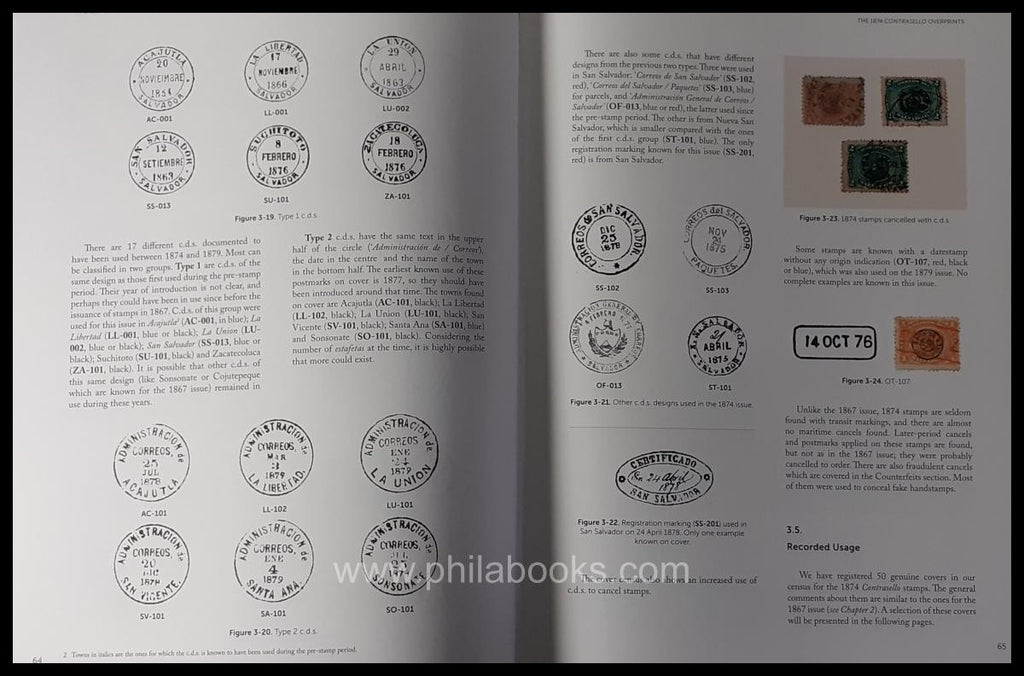 ACAJUTLA
20
NOVIEMBRE
SALVADOR
AC-001
LA LIBERTAD
17
NOVIEMBRE
1866
SALVADOR
LL-001
LA UNION
29
ABRIL
1863
SALVADOR
LU-002
SAN SALVADOR
12
SETIEMBRE
1863
SALVADOR
SS-013
SUCHITOTO
8
FEBRERO
1876
SALVADOR
SU-101
ZACATECOLUCA
18
FEBRERO
1876
SALVADOR
ZA-101
Figure 3-19. Type 1 c.d.s.
There are 17 different c.d.s. documented to
have been used between 1874 and 1879. Most can
be classified in two groups. Type 1 are c.d.s. of the
same design as those first used during the pre-stamp
period. Their year of introduction is not clear, and
perhaps they could have been in use since before the
issuance of stamps in 1867. C.d.s. of this group were
used for this issue in Acajutla² (AC-001, in blue); La
Libertad (LL-001, blue or black); La Union (LU-
002, blue or black); San Salvador (SS-013, blue or
black); Suchitoto (SU-101, black) and Zacatecoluca
(ZA-101, black). It is possible that other c.d.s. of
this same design (like Sonsonate or Cojutepeque
which are known for the 1867 issue) remained in
use during these years.
Type 2 c.d.s. have the same text in the upper
half of the circle ('Administración de / Correos'),
the date in the centre and the name of the town
in the bottom half. The earliest known use of these
postmarks on cover is 1877, so they should have
been introduced around that time. The towns found
on cover are Acajutla (AC-101, black); La Libertad
(LL-102, black); La Union (LU-101, black); San
Vicente (SV-101, black); Santa Ana (SA-101, blue)
and Sonsonate (SO-101, black). Considering the
number of estafetas at the time, it is highly possible
that more could exist.
ADMINISTRACION de
CORREOS,
25
JUL
1878
ACAJUTLA
AC-101
ADMINISTRACION de
CORREOS,
MAR
3
1879
LA LIBERTAD.
LL-102
ADMINISTRACION de
CORREOS
ENE
24
1879
LA UNION
LU-101
ADMINISTRACION de
CORREOS,
20
SAN VICENTE.
SV-101
ADMINISTRACION de
CORREOS,
ENE
4
1879
SANTA ANA.
SA-101
ADMINISTRACION de
CORREOS,
SONSONATE.
SO-101
Figure 3-20. Type 2 c.d.s.
2 Towns in italics are the ones for which the c.d.s. is known to have been used during the pre-stamp period.
64
THE 1874 CONTRASELLO OVERPRINTS
There are also some c.d.s. that have different
designs from the previous two types. Three were used
in San Salvador: 'Correos de San Salvador' (SS-102,
red), 'Correos del Salvador / Paquetes' (SS-103, blue)
for parcels, and 'Administración General de Correos /
Salvador' (OF-013, blue or red), the latter used since
the pre-stamp period. The other is from Nueva San
Salvador, which is smaller compared with the ones
of the first c.d.s. group (ST-101, blue). The only
registration marking known for this issue (SS-201,
red) is from San Salvador.
CORREOS de SAN SALVADOR
DIC
25
1878
SS-102
CORREOS del SALVADOR
NOV
24
1875
PAQUETES.
SS-103
SALVADOR
OF-013
N. S. SALVADOR
ABRIL
1875
SALVADOR
ST-101
Figure 3-21. Other c.d.s. designs used in the 1874 issue.
CERTIFICADO
En 24 Abril
1878
SAN SALVADOR
Figure 3-22. Registration marking (SS-201) used in
San Salvador on 24 April 1878. Only one example
known on cover.
The cover census also shows an increased use of
c.d.s. to cancel stamps.
Figure 3-23. 1874 stamps cancelled with c.d.s.
Some stamps are known with a datestamp
without any origin indication (OT-107, red, black
or blue), which was also used on the 1879 issue. No
complete examples are known in this issue.
14 OCT 76
Figure 3-24. OT-107
Unlike the 1867 issue, 1874 stamps are seldom
found with transit markings, and there are almost
no maritime cancels found. Later-period cancels
and postmarks applied on these stamps are found,
but not as in the 1867 issue; they were probably
cancelled to order. There are also fraudulent cancels
which are covered in the Counterfeits section. Most
of them were used to conceal fake handstamps.
3.5.
Recorded Usage
We have registered 50 genuine covers in our
census for the 1874 Contrasello stamps. The general
comments about them are similar to the ones for the
1867 issue (see Chapter 2). A selection of these covers
will be presented in the following pages.
65
www.philabooks.com